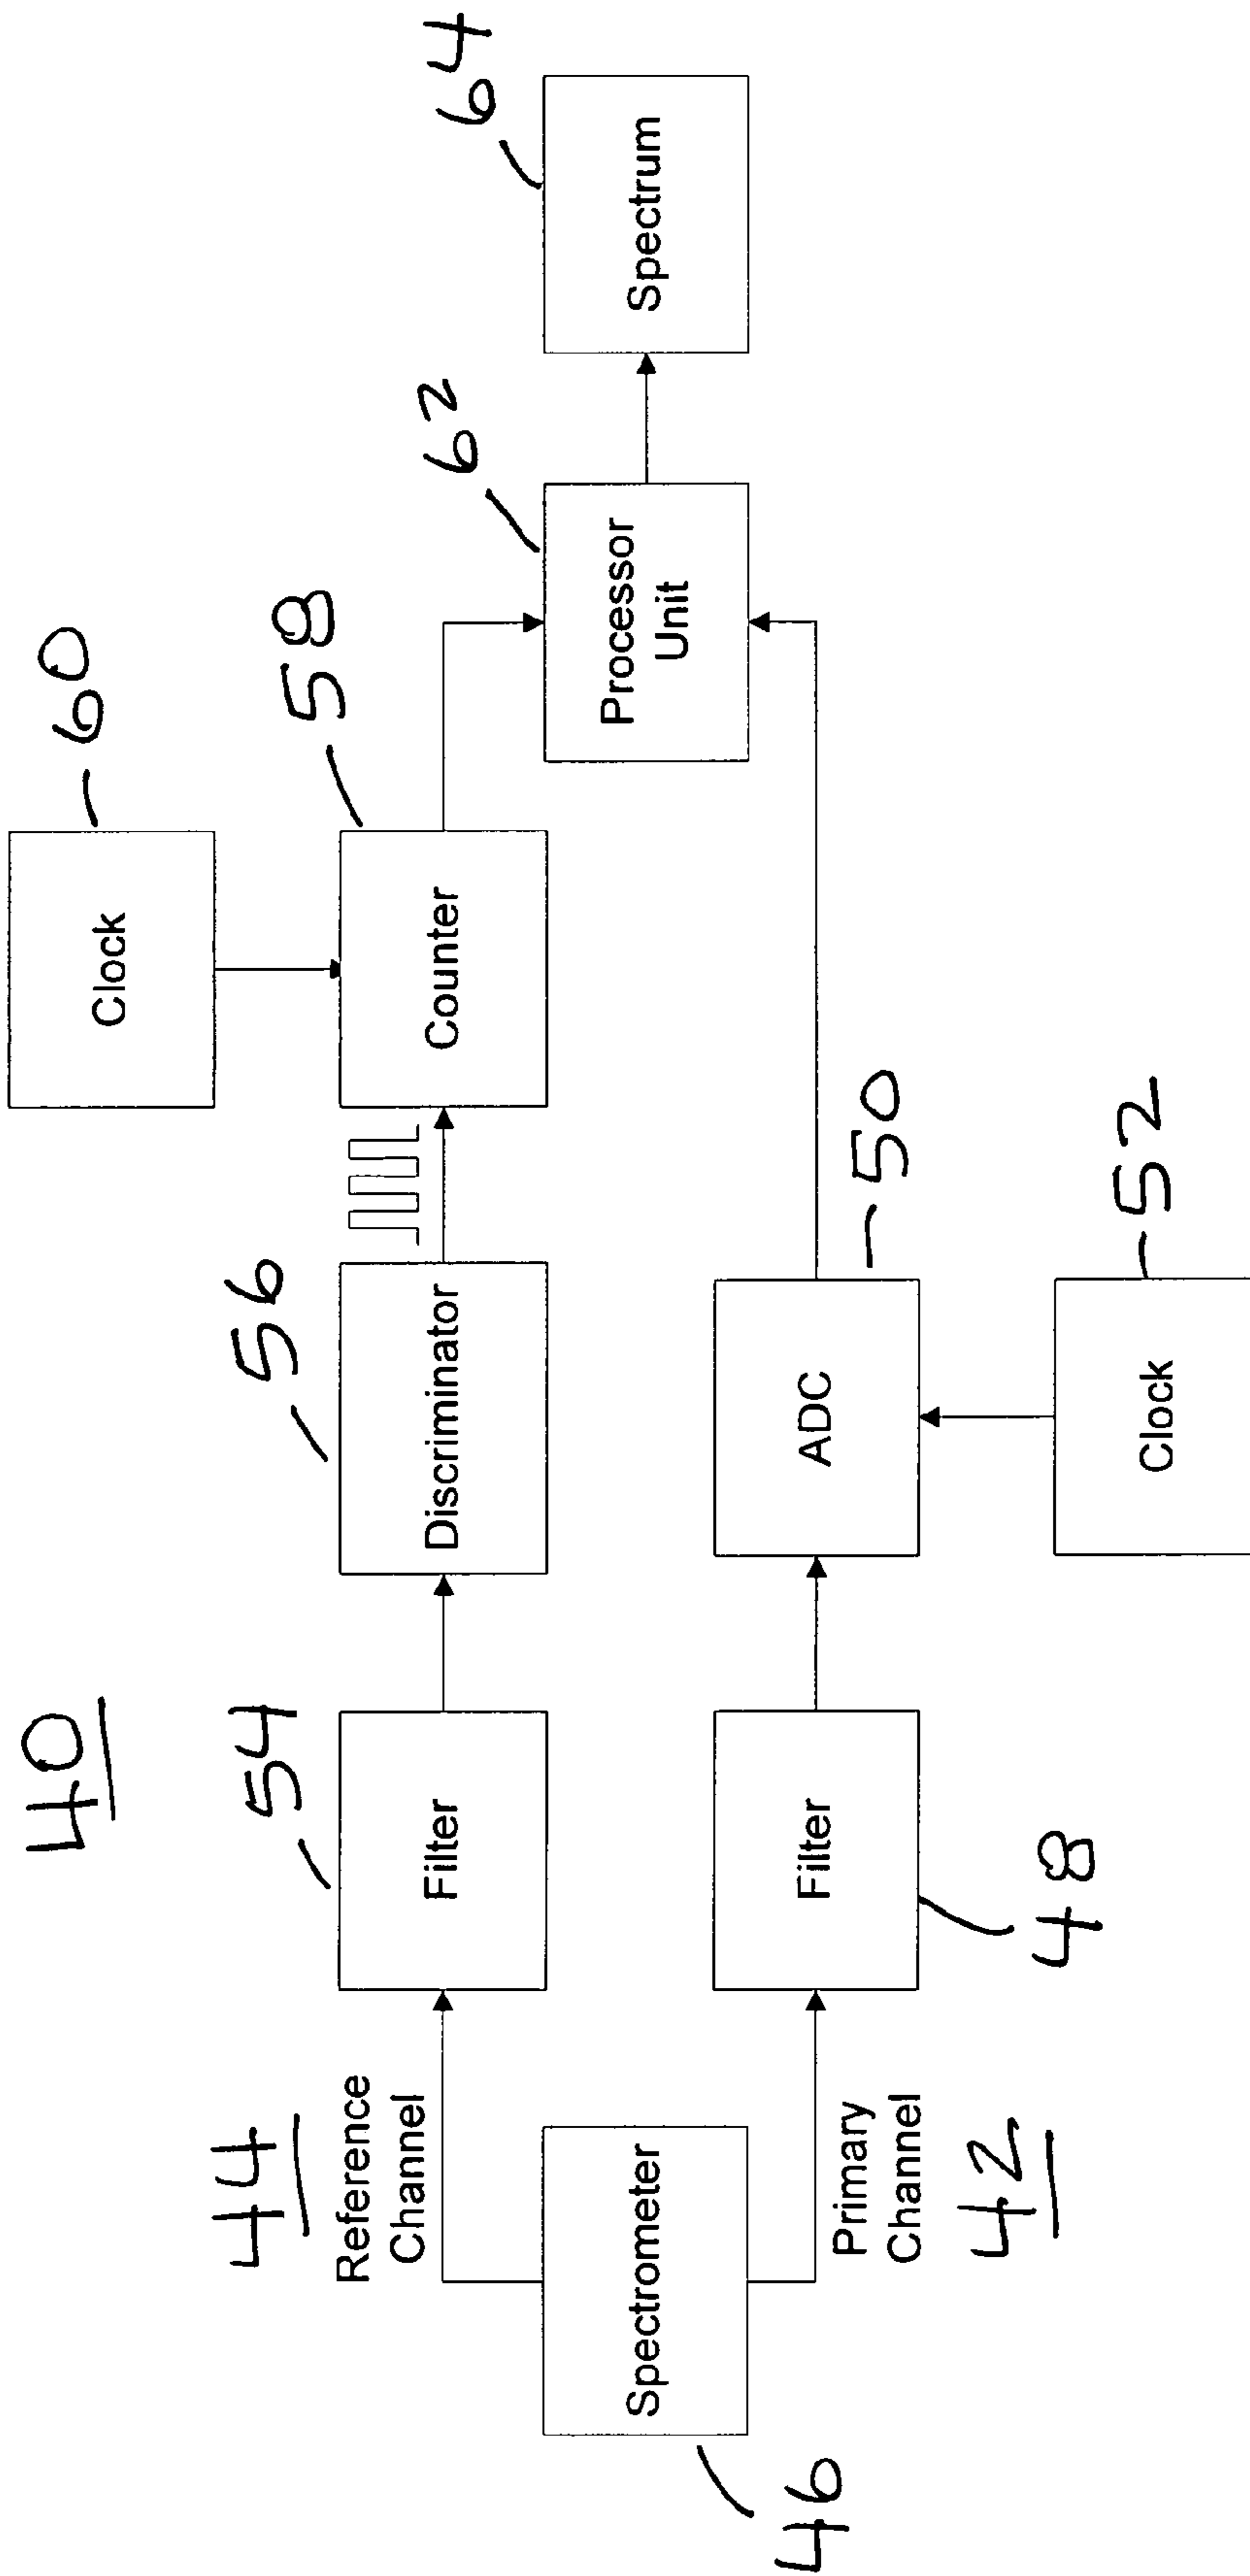 40
60
Clock
44
54
56
58
Reference
Channel
Filter
Discriminator
Counter
62
64
Spectrometer
46
Processor
Unit
Spectrum
Primary
Channel
42
Filter
48
ADC
50
Clock
52